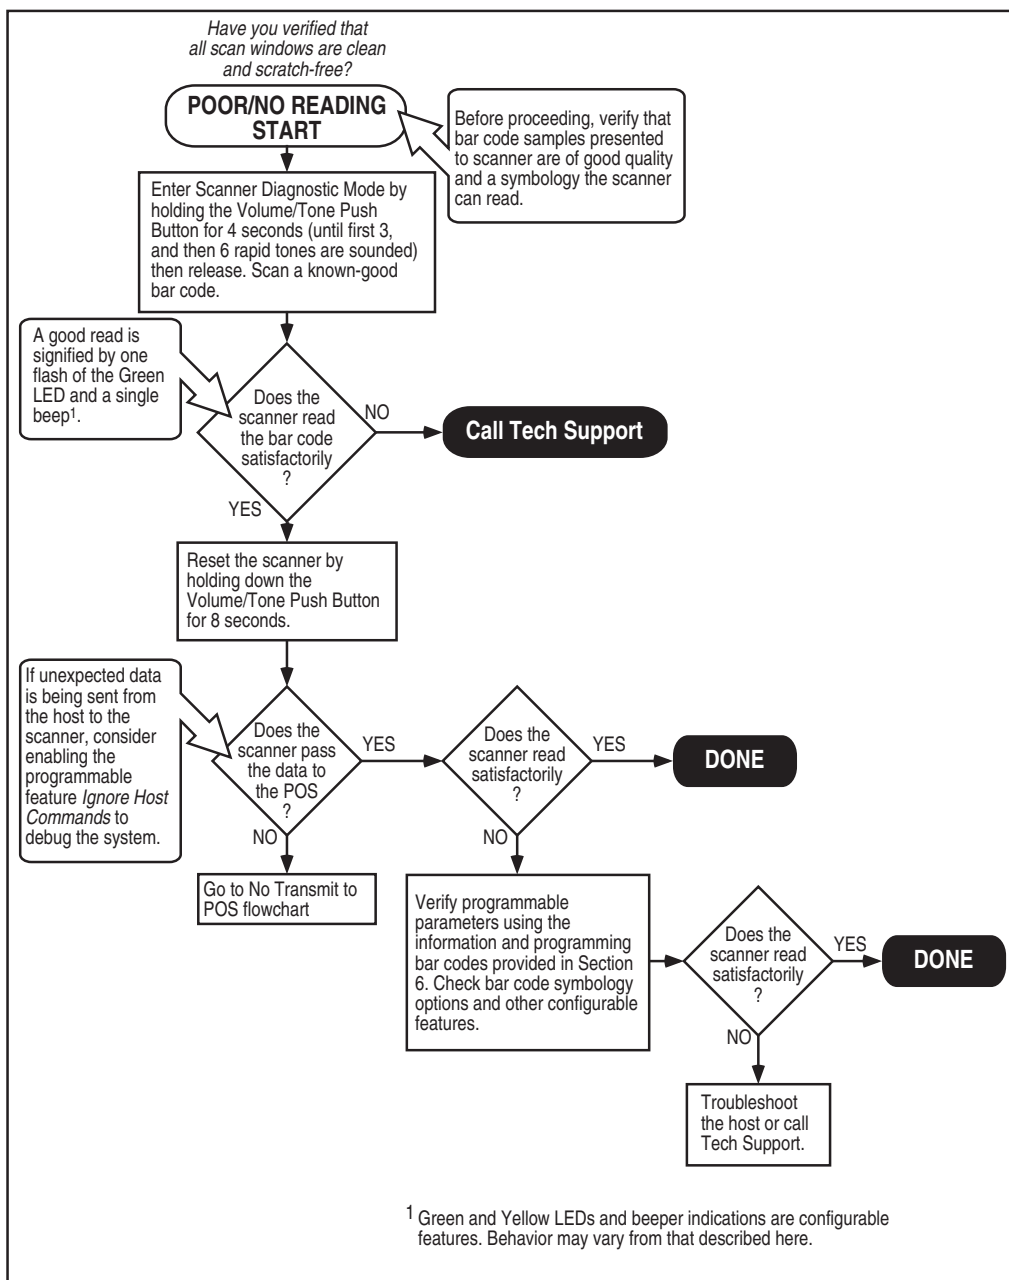 Have you verified that
all scan windows are clean
and scratch-free?
POOR/NO READING
START
Before proceeding, verify that
bar code samples presented
to scanner are of good quality
and a symbology the scanner
can read.
Enter Scanner Diagnostic Mode by
holding the Volume/Tone Push
Button for 4 seconds (until first 3,
and then 6 rapid tones are sounded)
then release. Scan a known-good
bar code.
A good read is
signified by one
flash of the Green
LED and a single
beep1.
Does the
scanner read
the bar code
satisfactorily
?
NO
Call Tech Support
YES
Reset the scanner by
holding down the
Volume/Tone Push Button
for 8 seconds.
If unexpected data
is being sent from
the host to the
scanner, consider
enabling the
programmable
feature Ignore Host
Commands to
debug the system.
Does the
scanner pass
the data to
the POS
?
YES
Does the
scanner read
satisfactorily
?
YES
DONE
NO
Go to No Transmit to
POS flowchart
NO
Verify programmable
parameters using the
information and programming
bar codes provided in Section
6. Check bar code symbology
options and other configurable
features.
Does the
scanner read
satisfactorily
?
YES
DONE
NO
Troubleshoot
the host or call
Tech Support.
1 Green and Yellow LEDs and beeper indications are configurable
features. Behavior may vary from that described here.